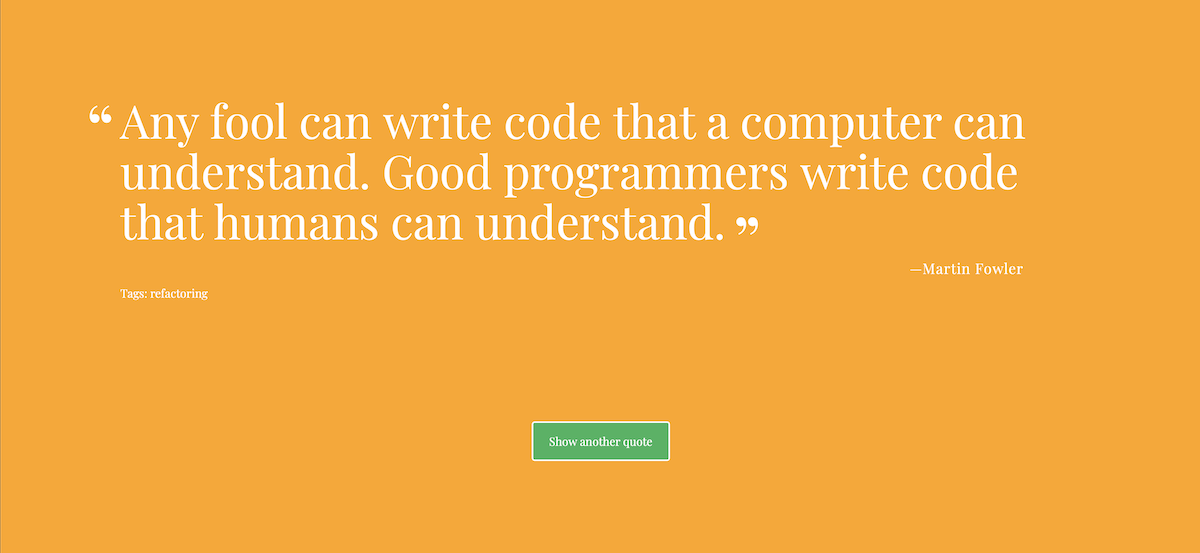 “ Any fool can write code that a computer can
understand. Good programmers write code
that humans can understand. ”
—Martin Fowler
Tags: refactoring
Show another quote